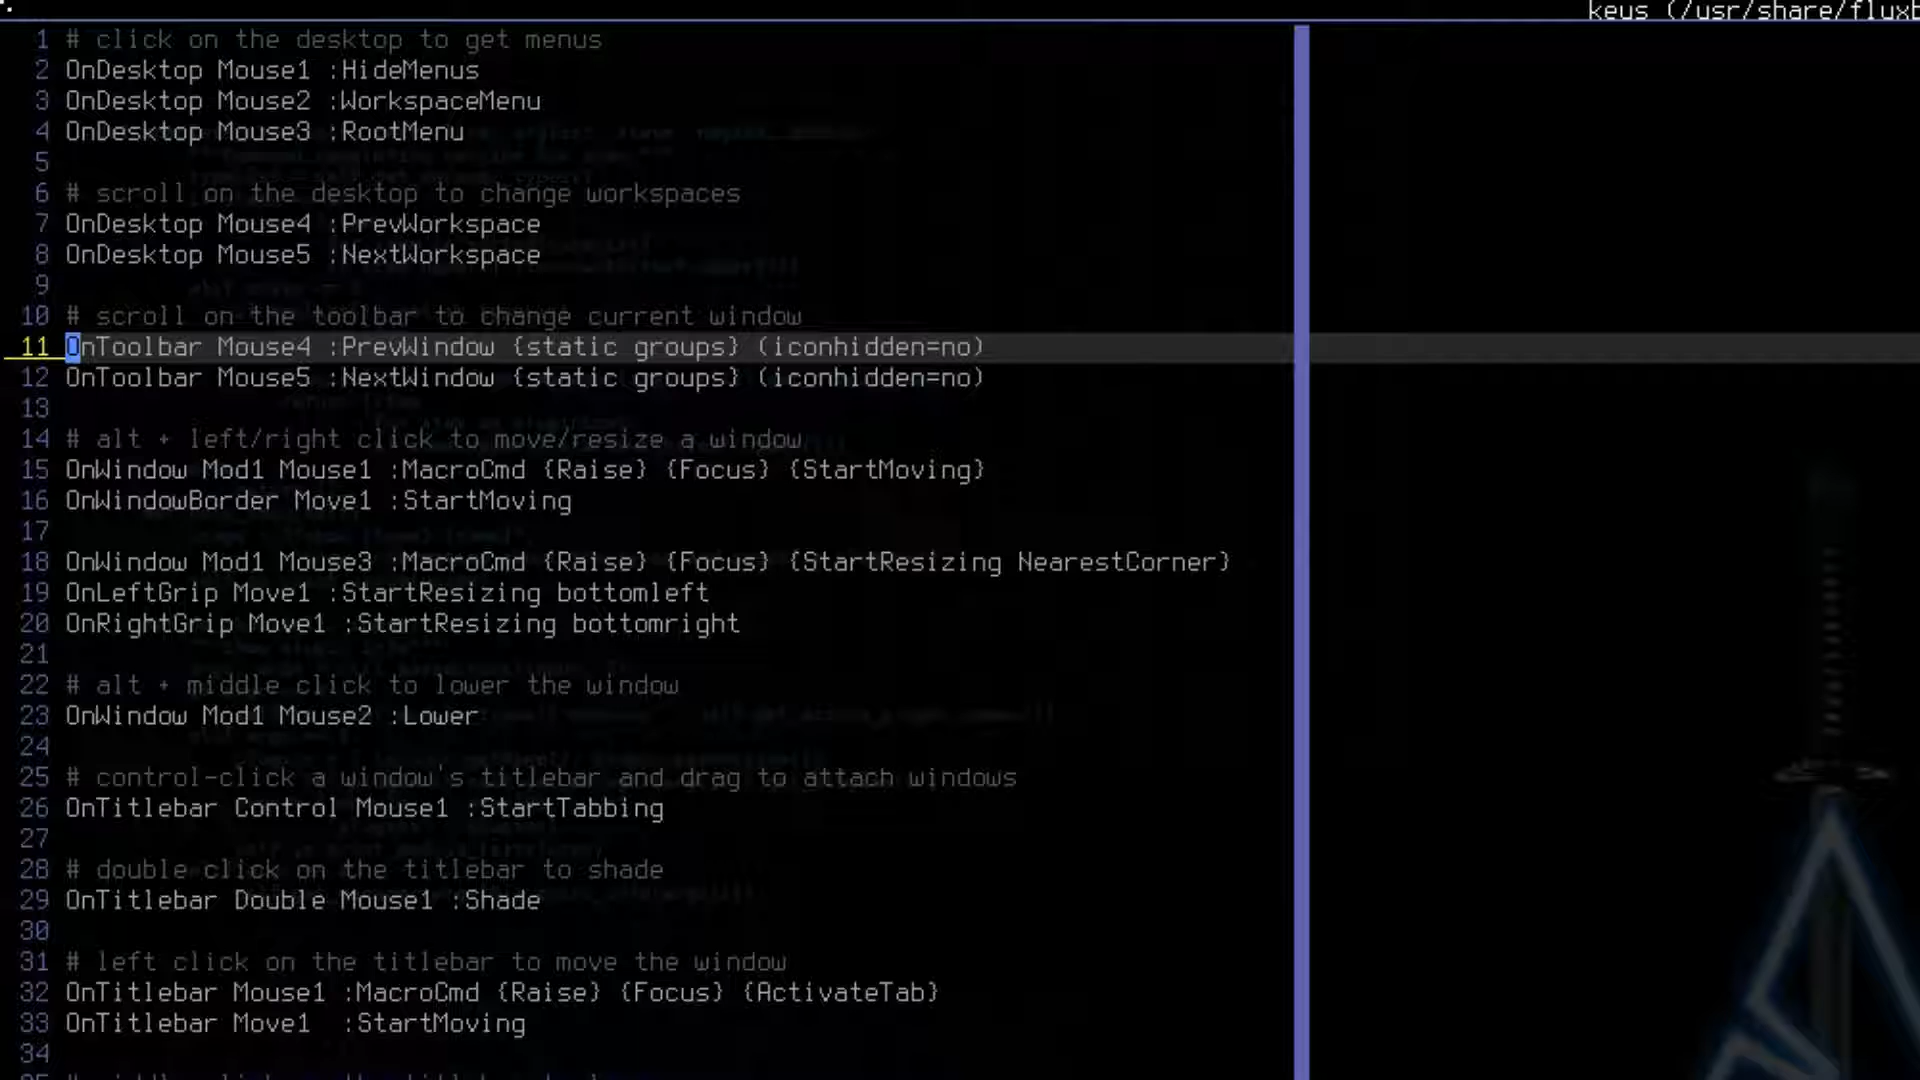 keys (/usr/share/fluxb
1 # click on the desktop to get menus
2 OnDesktop Mouse1 :HideMenus
3 OnDesktop Mouse2 :WorkspaceMenu
4 OnDesktop Mouse3 :RootMenu
5
6 # scroll on the desktop to change workspaces
7 OnDesktop Mouse4 :PrevWorkspace
8 OnDesktop Mouse5 :NextWorkspace
9
10 # scroll on the toolbar to change current window
11 OnToolbar Mouse4 :PrevWindow {static groups} (iconhidden=no)
12 OnToolbar Mouse5 :NextWindow {static groups} (iconhidden=no)
13
14 # alt + left/right click to move/resize a window
15 OnWindow Mod1 Mouse1 :MacroCmd {Raise} {Focus} {StartMoving}
16 OnWindowBorder Move1 :StartMoving
17
18 OnWindow Mod1 Mouse3 :MacroCmd {Raise} {Focus} {StartResizing NearestCorner}
19 OnLeftGrip Move1 :StartResizing bottomleft
20 OnRightGrip Move1 :StartResizing bottomright
21
22 # alt + middle click to lower the window
23 OnWindow Mod1 Mouse2 :Lower
24
25 # control-click a window's titlebar and drag to attach windows
26 OnTitlebar Control Mouse1 :StartTabbing
27
28 # double click on the titlebar to shade
29 OnTitlebar Double Mouse1 :Shade
30
31 # left click on the titlebar to move the window
32 OnTitlebar Mouse1 :MacroCmd {Raise} {Focus} {ActivateTab}
33 OnTitlebar Move1  :StartMoving
34